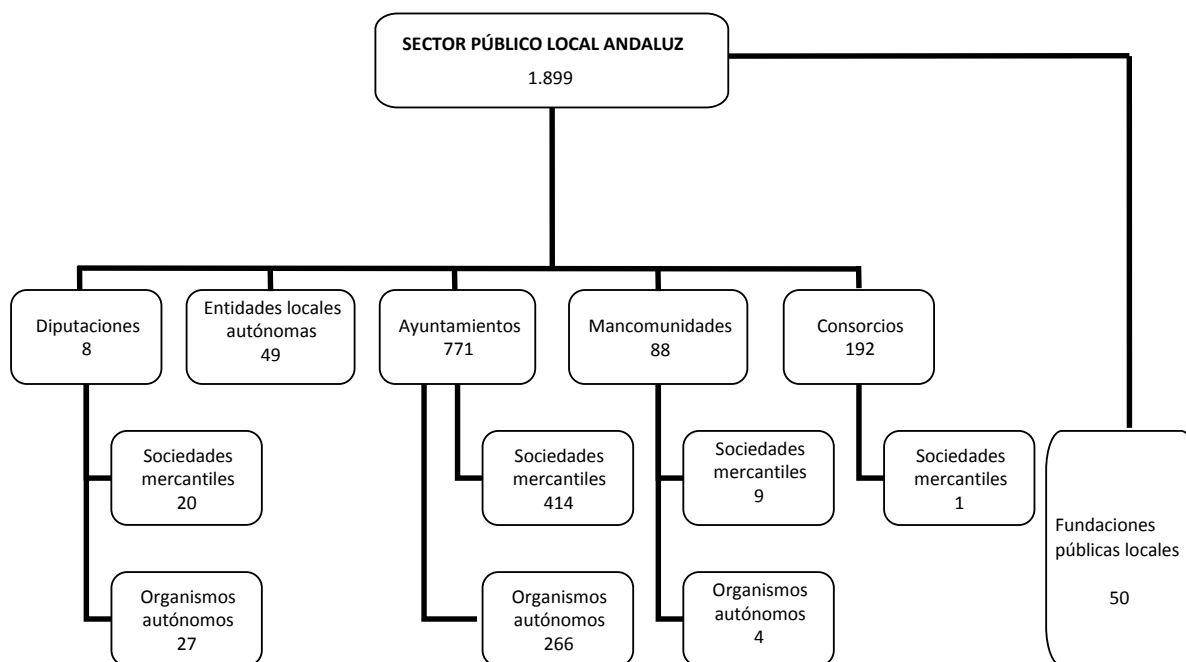 SECTOR PÚBLICO LOCAL ANDALUZ
1.899
Diputaciones
8
Entidades locales
autónomas
49
Ayuntamientos
771
Mancomunidades
88
Consorcios
192
Sociedades
mercantiles
20
Sociedades
mercantiles
414
Sociedades
mercantiles
9
Sociedades
mercantiles
1
Fundaciones
públicas locales
50
Organismos
autónomos
27
Organismos
autónomos
266
Organismos
autónomos
4